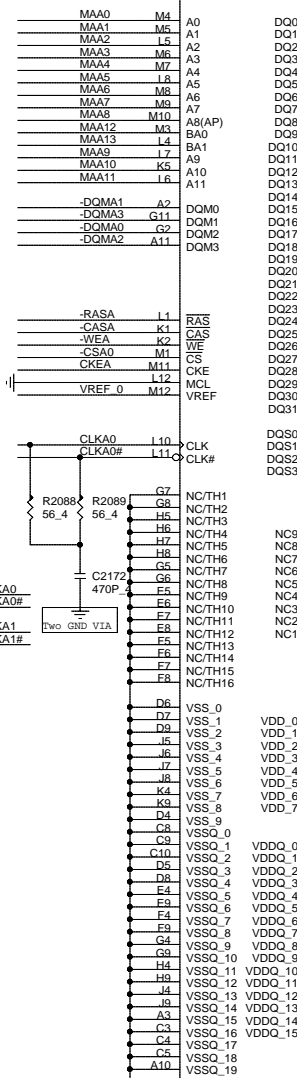 MAA0 M4 A0 DQ0
MAA1 M5 A1 DQ1
MAA2 L5 A2 DQ2
MAA3 M6 A3 DQ3
MAA4 M7 A4 DQ4
MAA5 L8 A5 DQ5
MAA6 M8 A6 DQ6
MAA7 M9 A7 DQ7
MAA8 M10 A8(AP) DQ8
MAA12 M3 BA0 DQ9
MAA13 L4 BA1 DQ10
MAA9 L7 A9 DQ11
MAA10 K5 A10 DQ12
MAA11 L6 A11 DQ13
DQ14
-DQMA1 A2 DQM0 DQ15
-DQMA3 G11 DQM1 DQ16
-DQMA0 G2 DQM2 DQ17
-DQMA2 A11 DQM3 DQ18
DQ19
DQ20
DQ21
DQ22
DQ23
-RASA L1 RAS DQ24
-CASA K1 CAS DQ25
-WEA K2 WE DQ26
-CSA0 M1 CS DQ27
CKEA M11 CKE DQ28
L12 MCL DQ29
VREF_0 M12 VREF DQ30
DQ31
DQS0
CLKA0 L10 CLK DQS1
CLKA0# L11 CLK# DQS2
DQS3
G7 NC/TH1
R2088 R2089 G8 NC/TH2
56_4 56_4 H5 NC/TH3
H6 NC/TH4 NC9
H7 NC/TH5 NC8
H8 NC/TH6 NC7
G5 NC/TH7 NC6
C2172 G6 NC/TH8 NC5
470P_4 E5 NC/TH9 NC4
KA0 E6 NC/TH10 NC3
KA0# E7 NC/TH11 NC2
KA1 Two GND VIA E8 NC/TH12 NC1
KA1# F5 NC/TH13
F6 NC/TH14
F7 NC/TH15
F8 NC/TH16
D6 VSS_0
D7 VSS_1 VDD_0
D9 VSS_2 VDD_1
J5 VSS_3 VDD_2
J6 VSS_4 VDD_3
J7 VSS_5 VDD_4
J8 VSS_6 VDD_5
K4 VSS_7 VDD_6
K9 VSS_8 VDD_7
D4 VSS_9
C8 VSSQ_0
C9 VSSQ_1 VDDQ_0
C10 VSSQ_2 VDDQ_1
D5 VSSQ_3 VDDQ_2
D8 VSSQ_4 VDDQ_3
E4 VSSQ_5 VDDQ_4
E9 VSSQ_6 VDDQ_5
F4 VSSQ_7 VDDQ_6
F9 VSSQ_8 VDDQ_7
G4 VSSQ_9 VDDQ_8
G9 VSSQ_10 VDDQ_9
H4 VSSQ_11 VDDQ_10
H9 VSSQ_12 VDDQ_11
J4 VSSQ_13 VDDQ_12
J9 VSSQ_14 VDDQ_13
A3 VSSQ_15 VDDQ_14
C3 VSSQ_16 VDDQ_15
C4 VSSQ_17
C5 VSSQ_18
A10 VSSQ_19